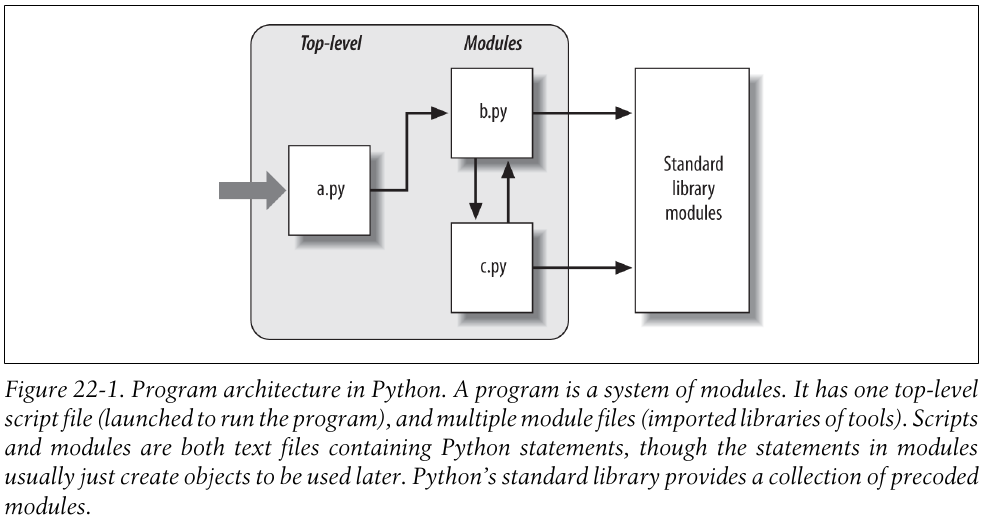 Top-level
Modules
b.py
a.py
Standard
library
modules
c.py
Figure 22-1. Program architecture in Python. A program is a system of modules. It has one top-level
script file (launched to run the program), and multiple module files (imported libraries of tools). Scripts
and modules are both text files containing Python statements, though the statements in modules
usually just create objects to be used later. Python’s standard library provides a collection of precoded
modules.